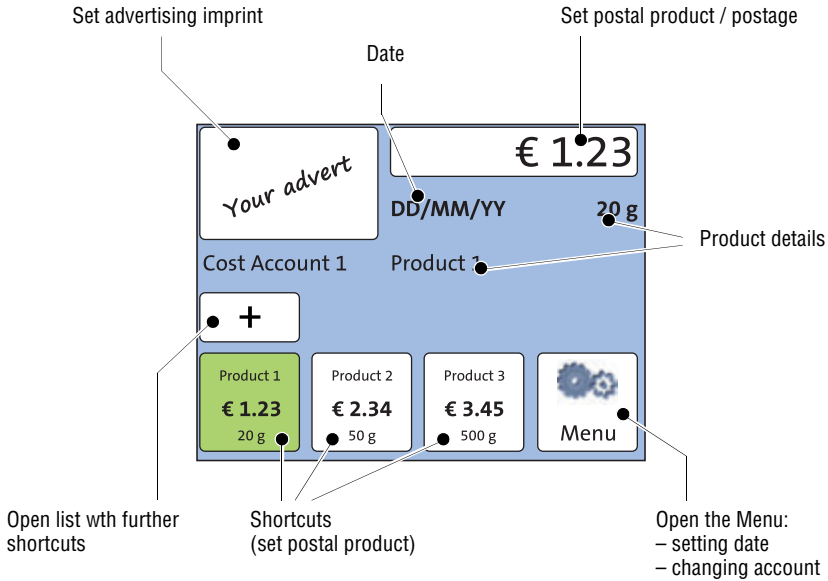 Set advertising imprint
Set postal product / postage
Date
€ 1.23
Your advert
DD/MM/YY
20 g
Product details
Cost Account 1
Product 1
+
Product 1
€ 1.23
20 g
Product 2
€ 2.34
50 g
Product 3
€ 3.45
500 g
Menu
Open list wth further
shortcuts
Shortcuts
(set postal product)
Open the Menu:
– setting date
– changing account